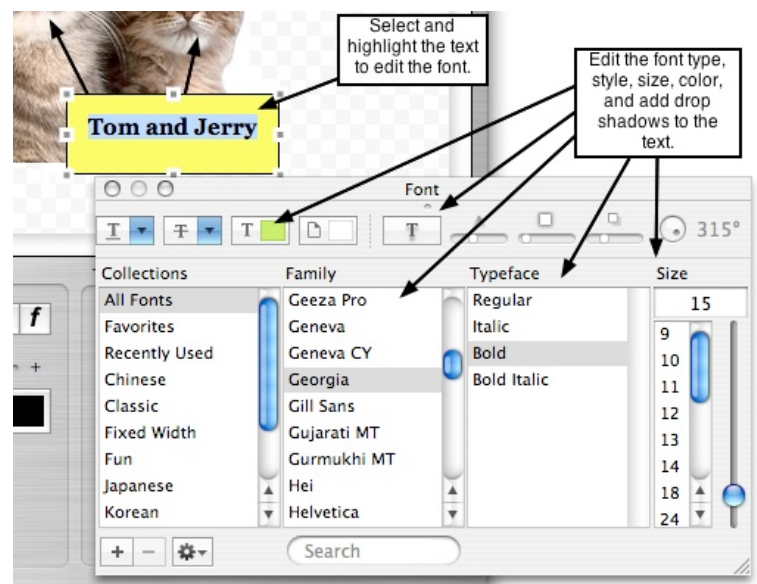 Select and
highlight the text
to edit the font.
Edit the font type,
style, size, color,
and add drop
shadows to the
text.
Tom and Jerry
Font
T T T T 315°
Collections Family Typeface Size
15
All Fonts Geeza Pro Regular 9
Favorites Geneva Italic 10
Recently Used Geneva CY Bold 11
Chinese Georgia Bold Italic 12
Classic Gill Sans 13
Fixed Width Gujarati MT 14
Fun Gurmukhi MT 18
Japanese Hei 24
Korean Helvetica
f
+
+ − Search